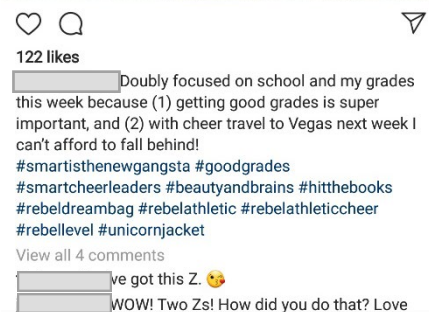 122 likes
Doubly focused on school and my grades
this week because (1) getting good grades is super
important, and (2) with cheer travel to Vegas next week I
can't afford to fall behind!
#smartisthenewgangsta #goodgrades
#smartcheerleaders #beautyandbrains #hitthebooks
#rebeldreambag #rebelathletic #rebelathleticcheer
#rebellevel #unicornjacket
View all 4 comments
ve got this Z. 😘
WOW! Two Zs! How did you do that? Love